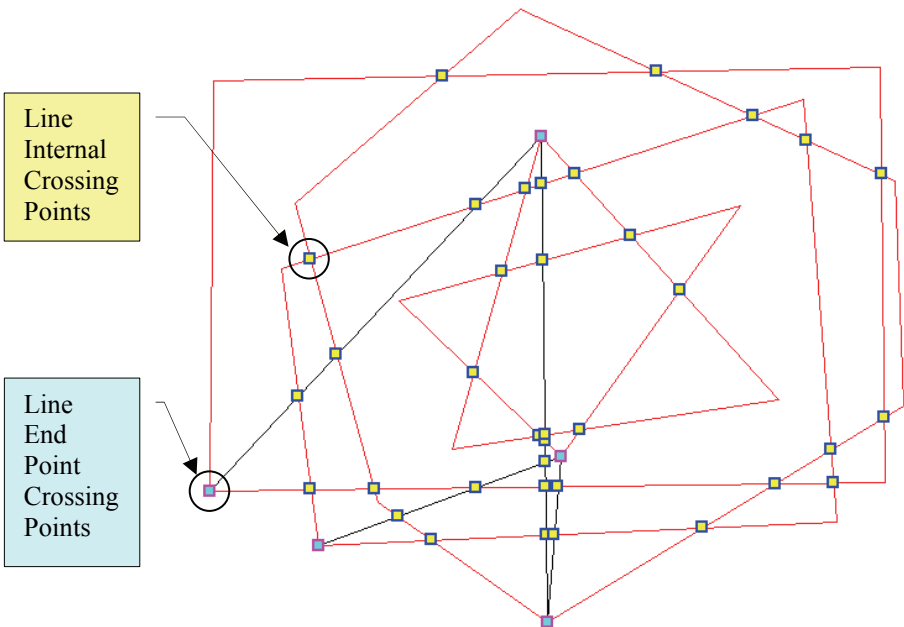 Line
Internal
Crossing
Points
Line
End
Point
Crossing
Points